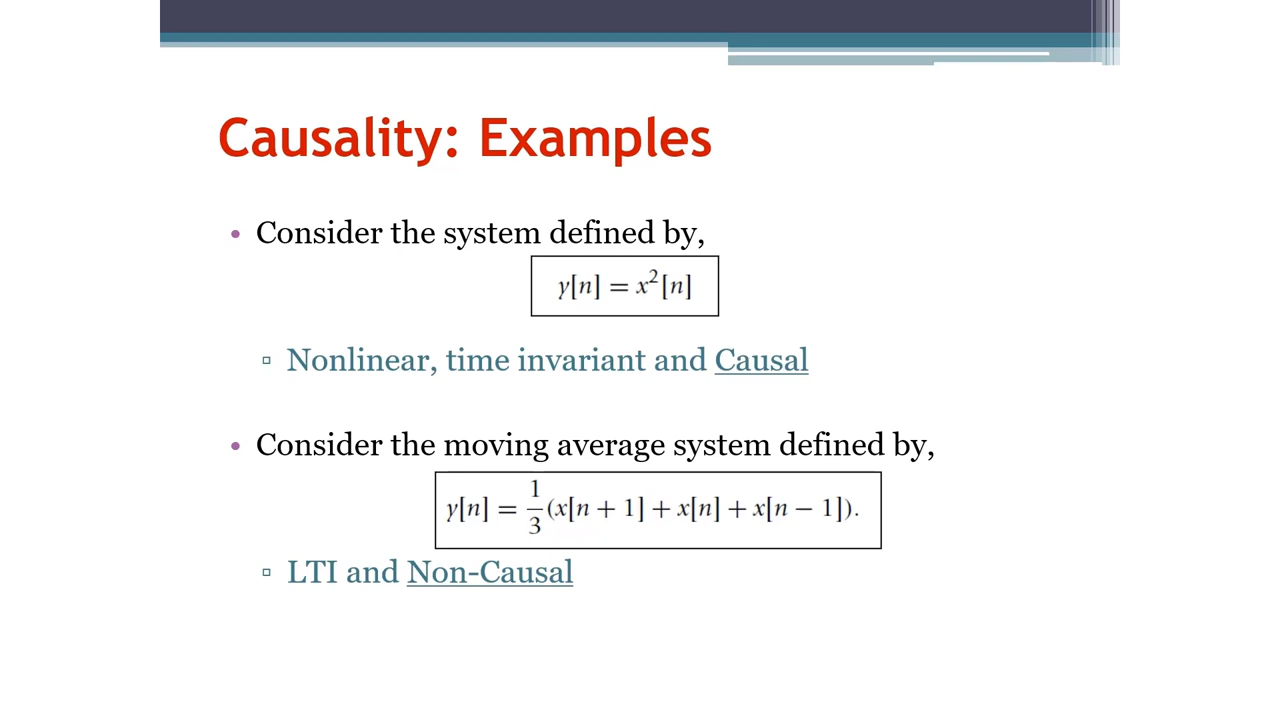 Causality: Examples
• Consider the system defined by,
y[n] = x²[n]
▫ Nonlinear, time invariant and Causal
• Consider the moving average system defined by,
y[n] = 1/3 (x[n + 1] + x[n] + x[n − 1]).
▫ LTI and Non-Causal